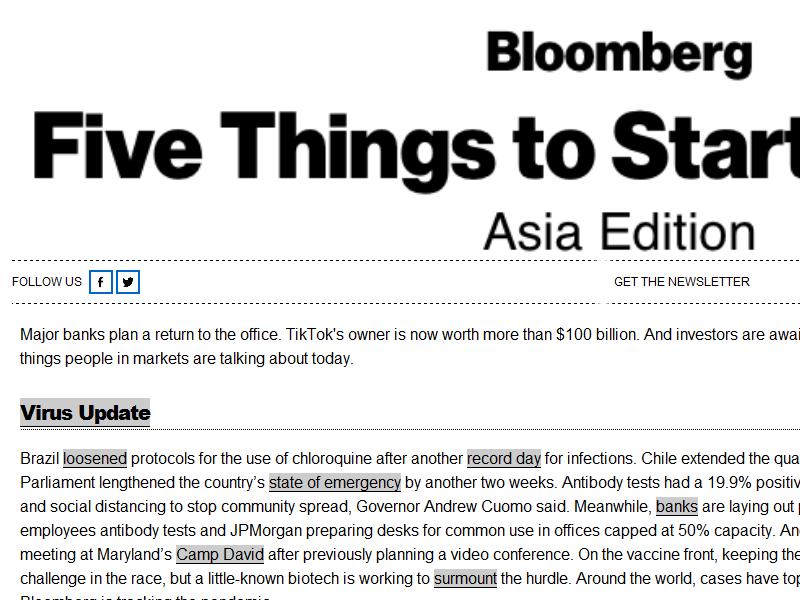 Bloomberg
Five Things to Start
Asia Edition
FOLLOW US
GET THE NEWSLETTER
Major banks plan a return to the office. TikTok's owner is now worth more than $100 billion. And investors are
things people in markets are talking about today.
Virus Update
Brazil loosened protocols for the use of chloroquine after another record day for infections. Chile extended the
Parliament lengthened the country's state of emergency by another two weeks. Antibody tests had a 19.9%
and social distancing to stop community spread, Governor Andrew Cuomo said. Meanwhile, banks are laying out
employees antibody tests and JPMorgan preparing desks for common use in offices capped at 50% capacity.
meeting at Maryland's Camp David after previously planning a video conference. On the vaccine front, keeping the
challenge in the race, but a little-known biotech is working to surmount the hurdle. Around the world, cases have